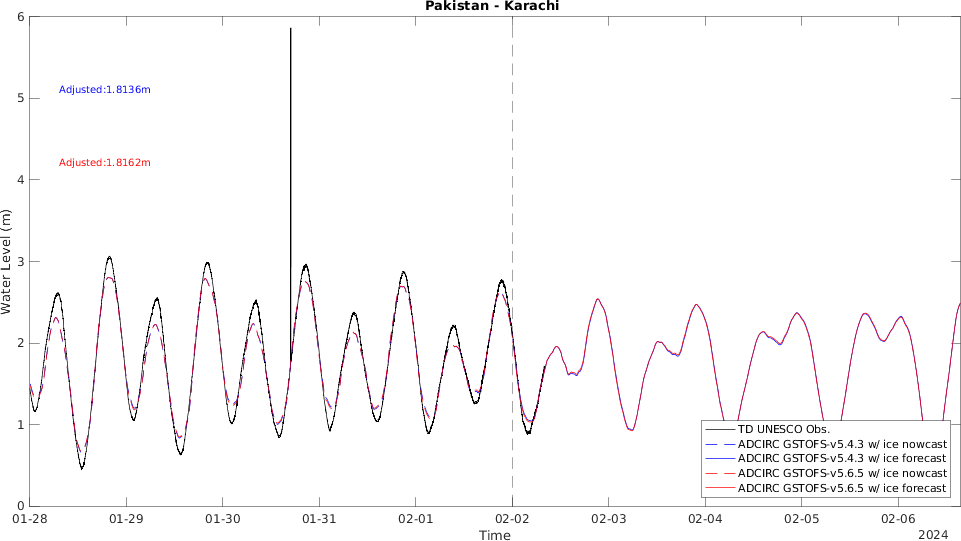 Pakistan - Karachi
6
5
4
3
2
1
0
Water Level (m)
Adjusted:1.8136m
Adjusted:1.8162m
TD UNESCO Obs.
ADCIRC GSTOFS-v5.4.3 w/ ice nowcast
ADCIRC GSTOFS-v5.4.3 w/ ice forecast
ADCIRC GSTOFS-v5.6.5 w/ ice nowcast
ADCIRC GSTOFS-v5.6.5 w/ ice forecast
01-28 01-29 01-30 01-31 02-01 02-02 02-03 02-04 02-05 02-06
Time
2024